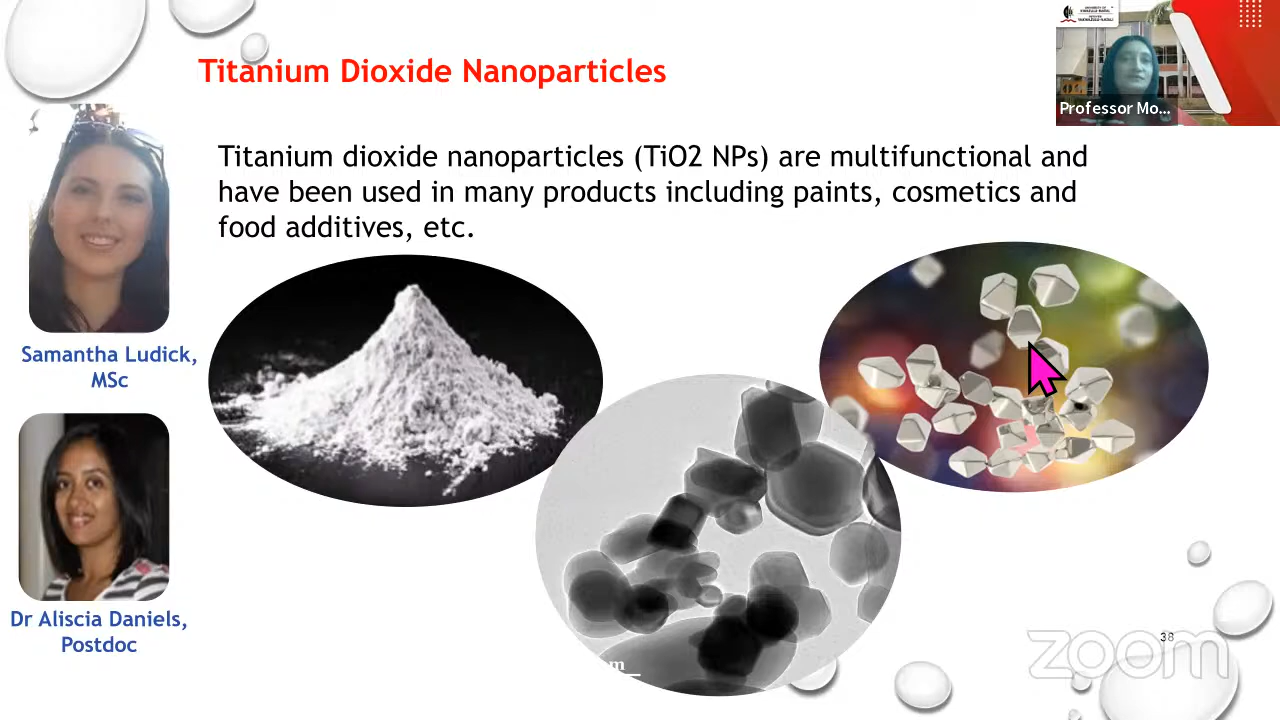 Titanium Dioxide Nanoparticles
Professor Mo...
Titanium dioxide nanoparticles (TiO2 NPs) are multifunctional and
have been used in many products including paints, cosmetics and
food additives, etc.
Samantha Ludick,
MSc
Dr Aliscia Daniels,
Postdoc
38
zoom